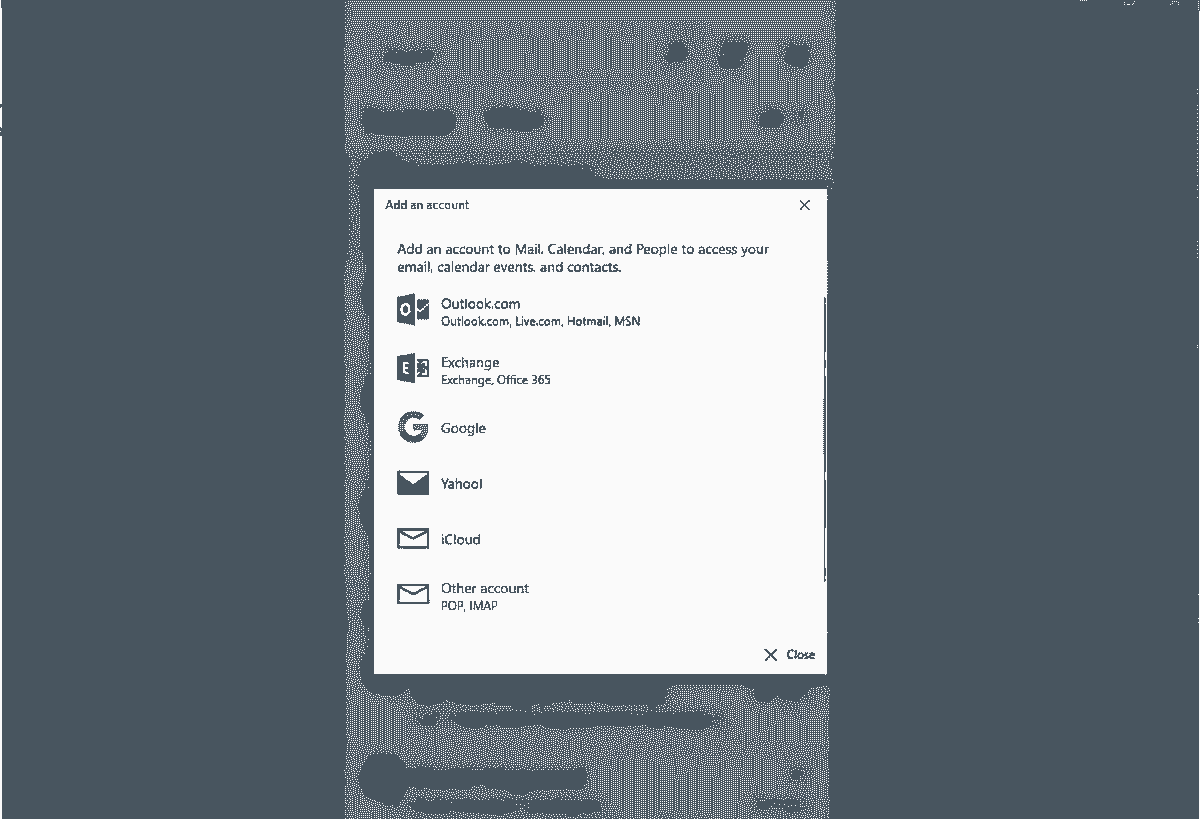 Add an account
Add an account to Mail, Calendar, and People to access your
email, calendar events, and contacts.
Outlook.com
Outlook.com, Live.com, Hotmail, MSN
Exchange
Exchange, Office 365
Google
Yahoo!
iCloud
Other account
POP, IMAP
Close